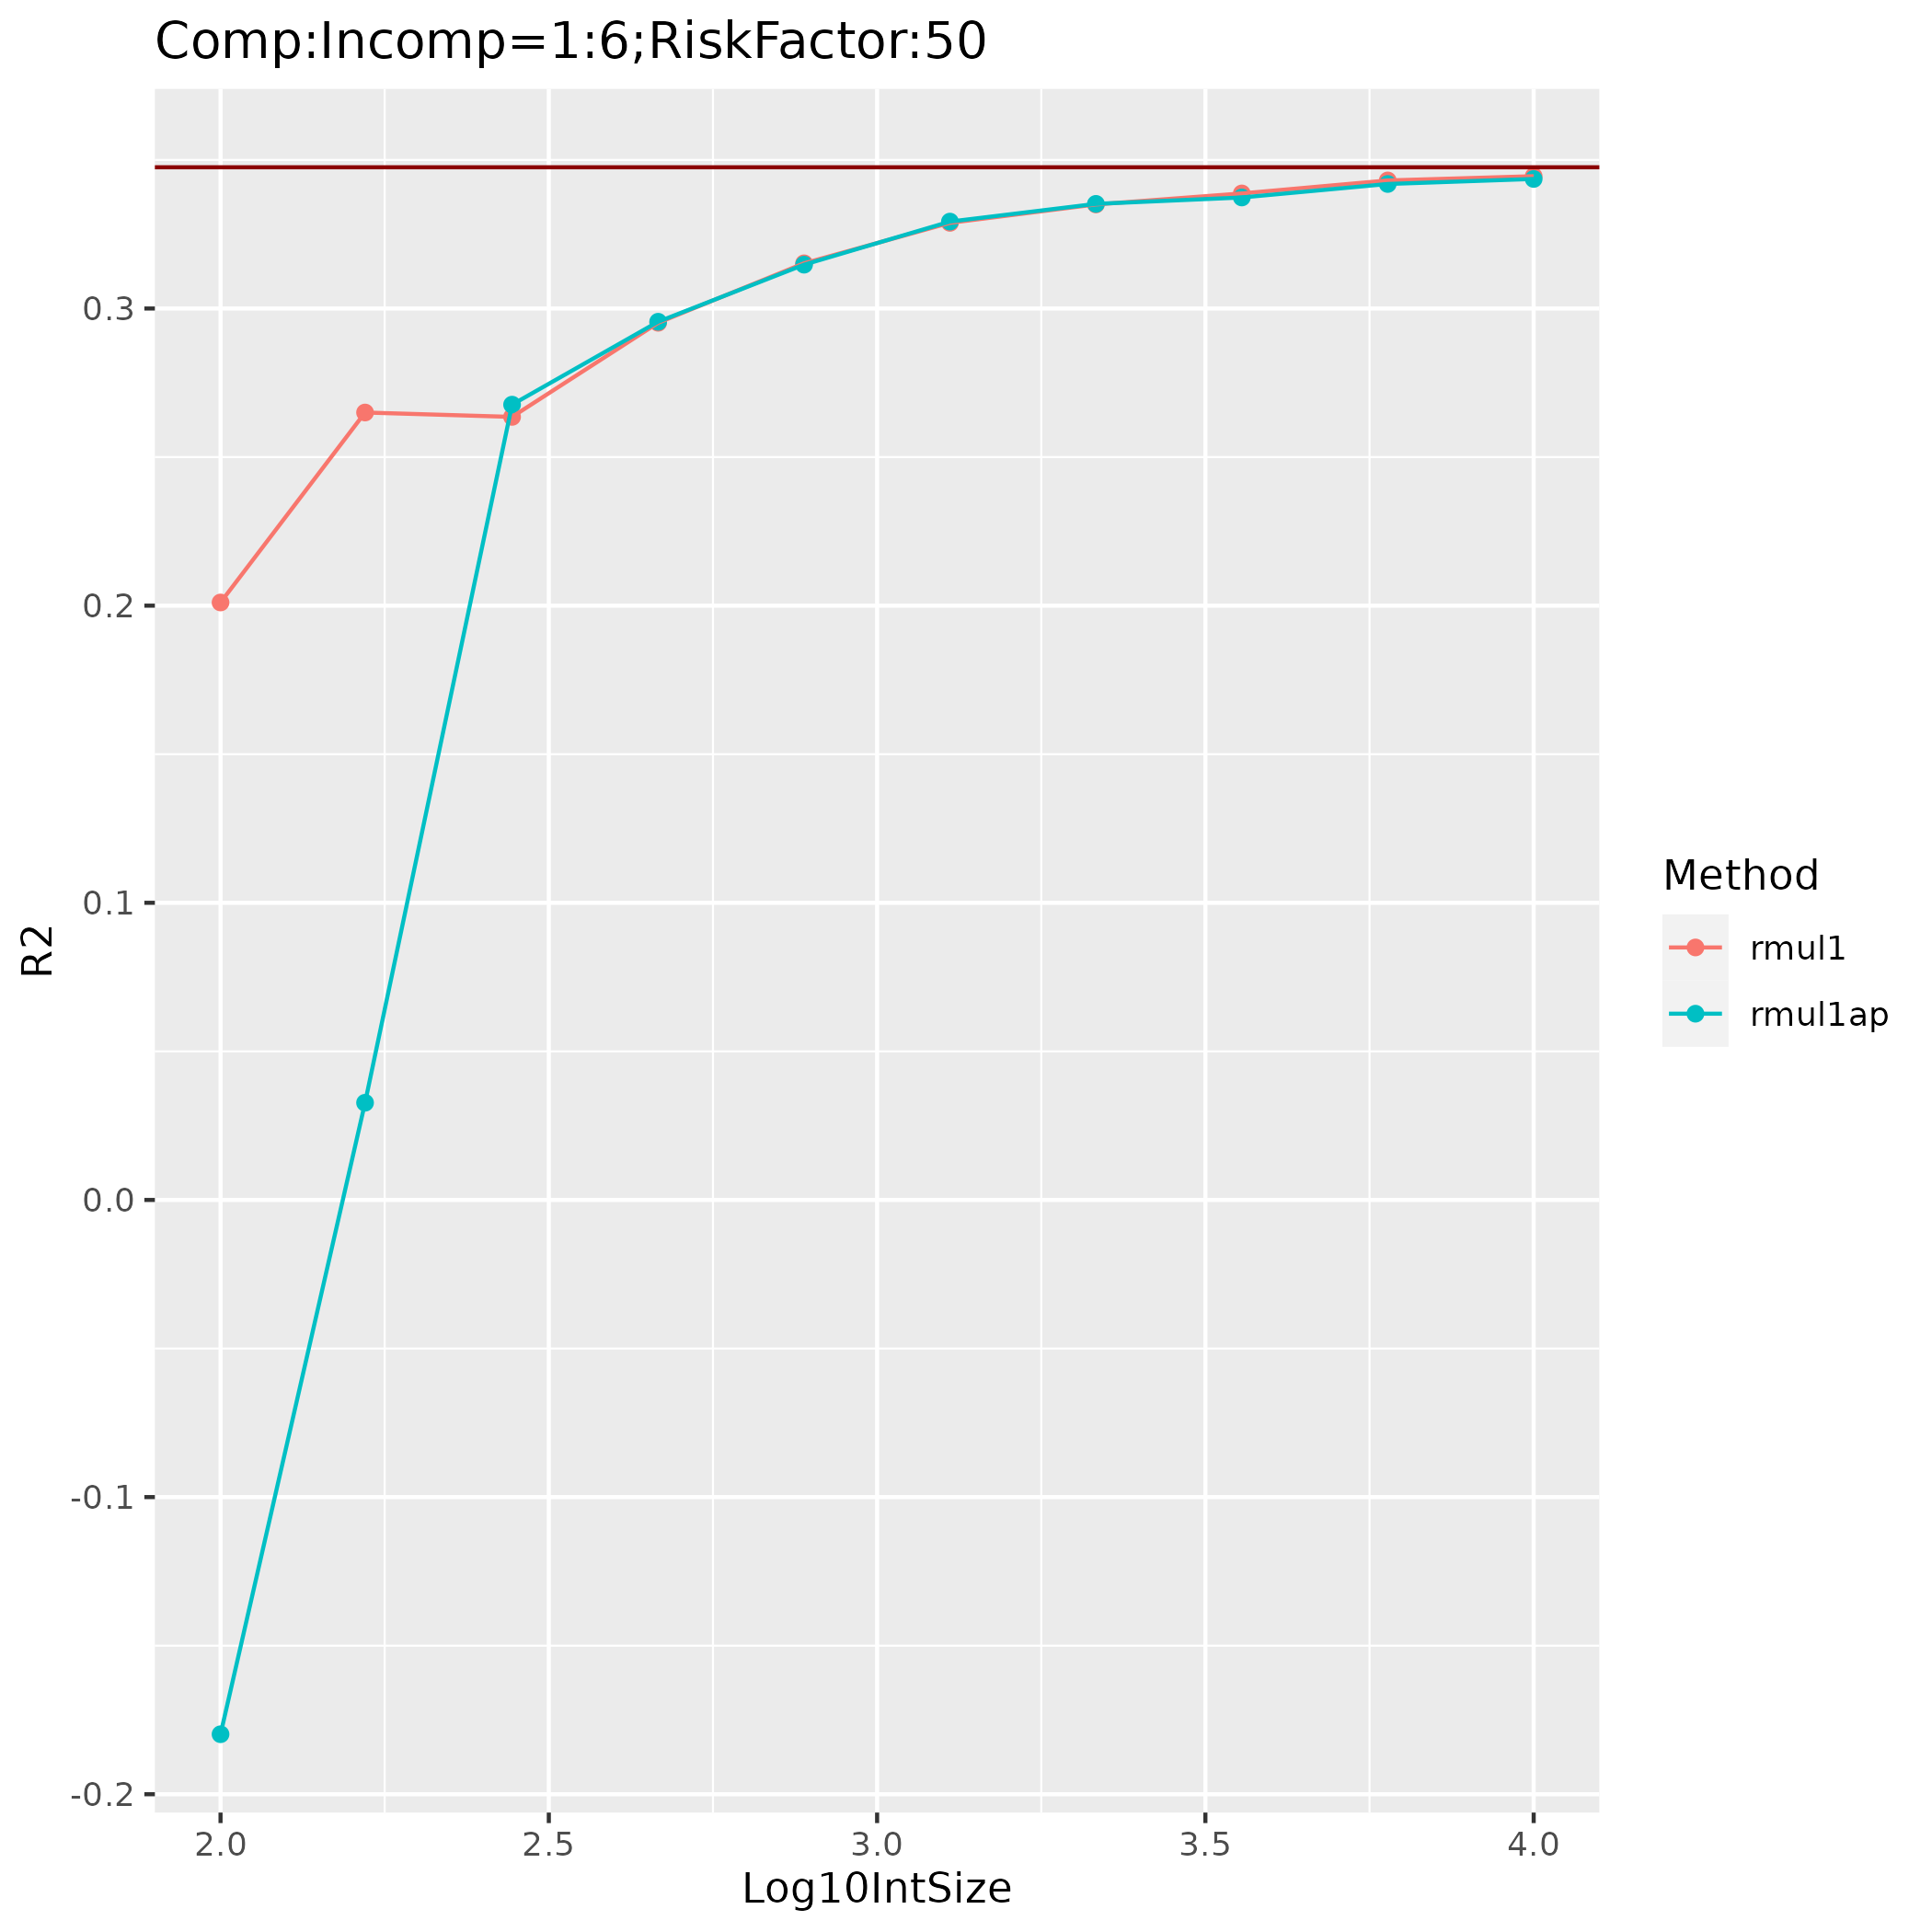 Comp:Incomp=1:6;RiskFactor:50
0.3
0.2
0.1
0.0
-0.1
-0.2
R2
2.0 2.5 3.0 3.5 4.0
Log10IntSize
Method
rmul1
rmul1ap